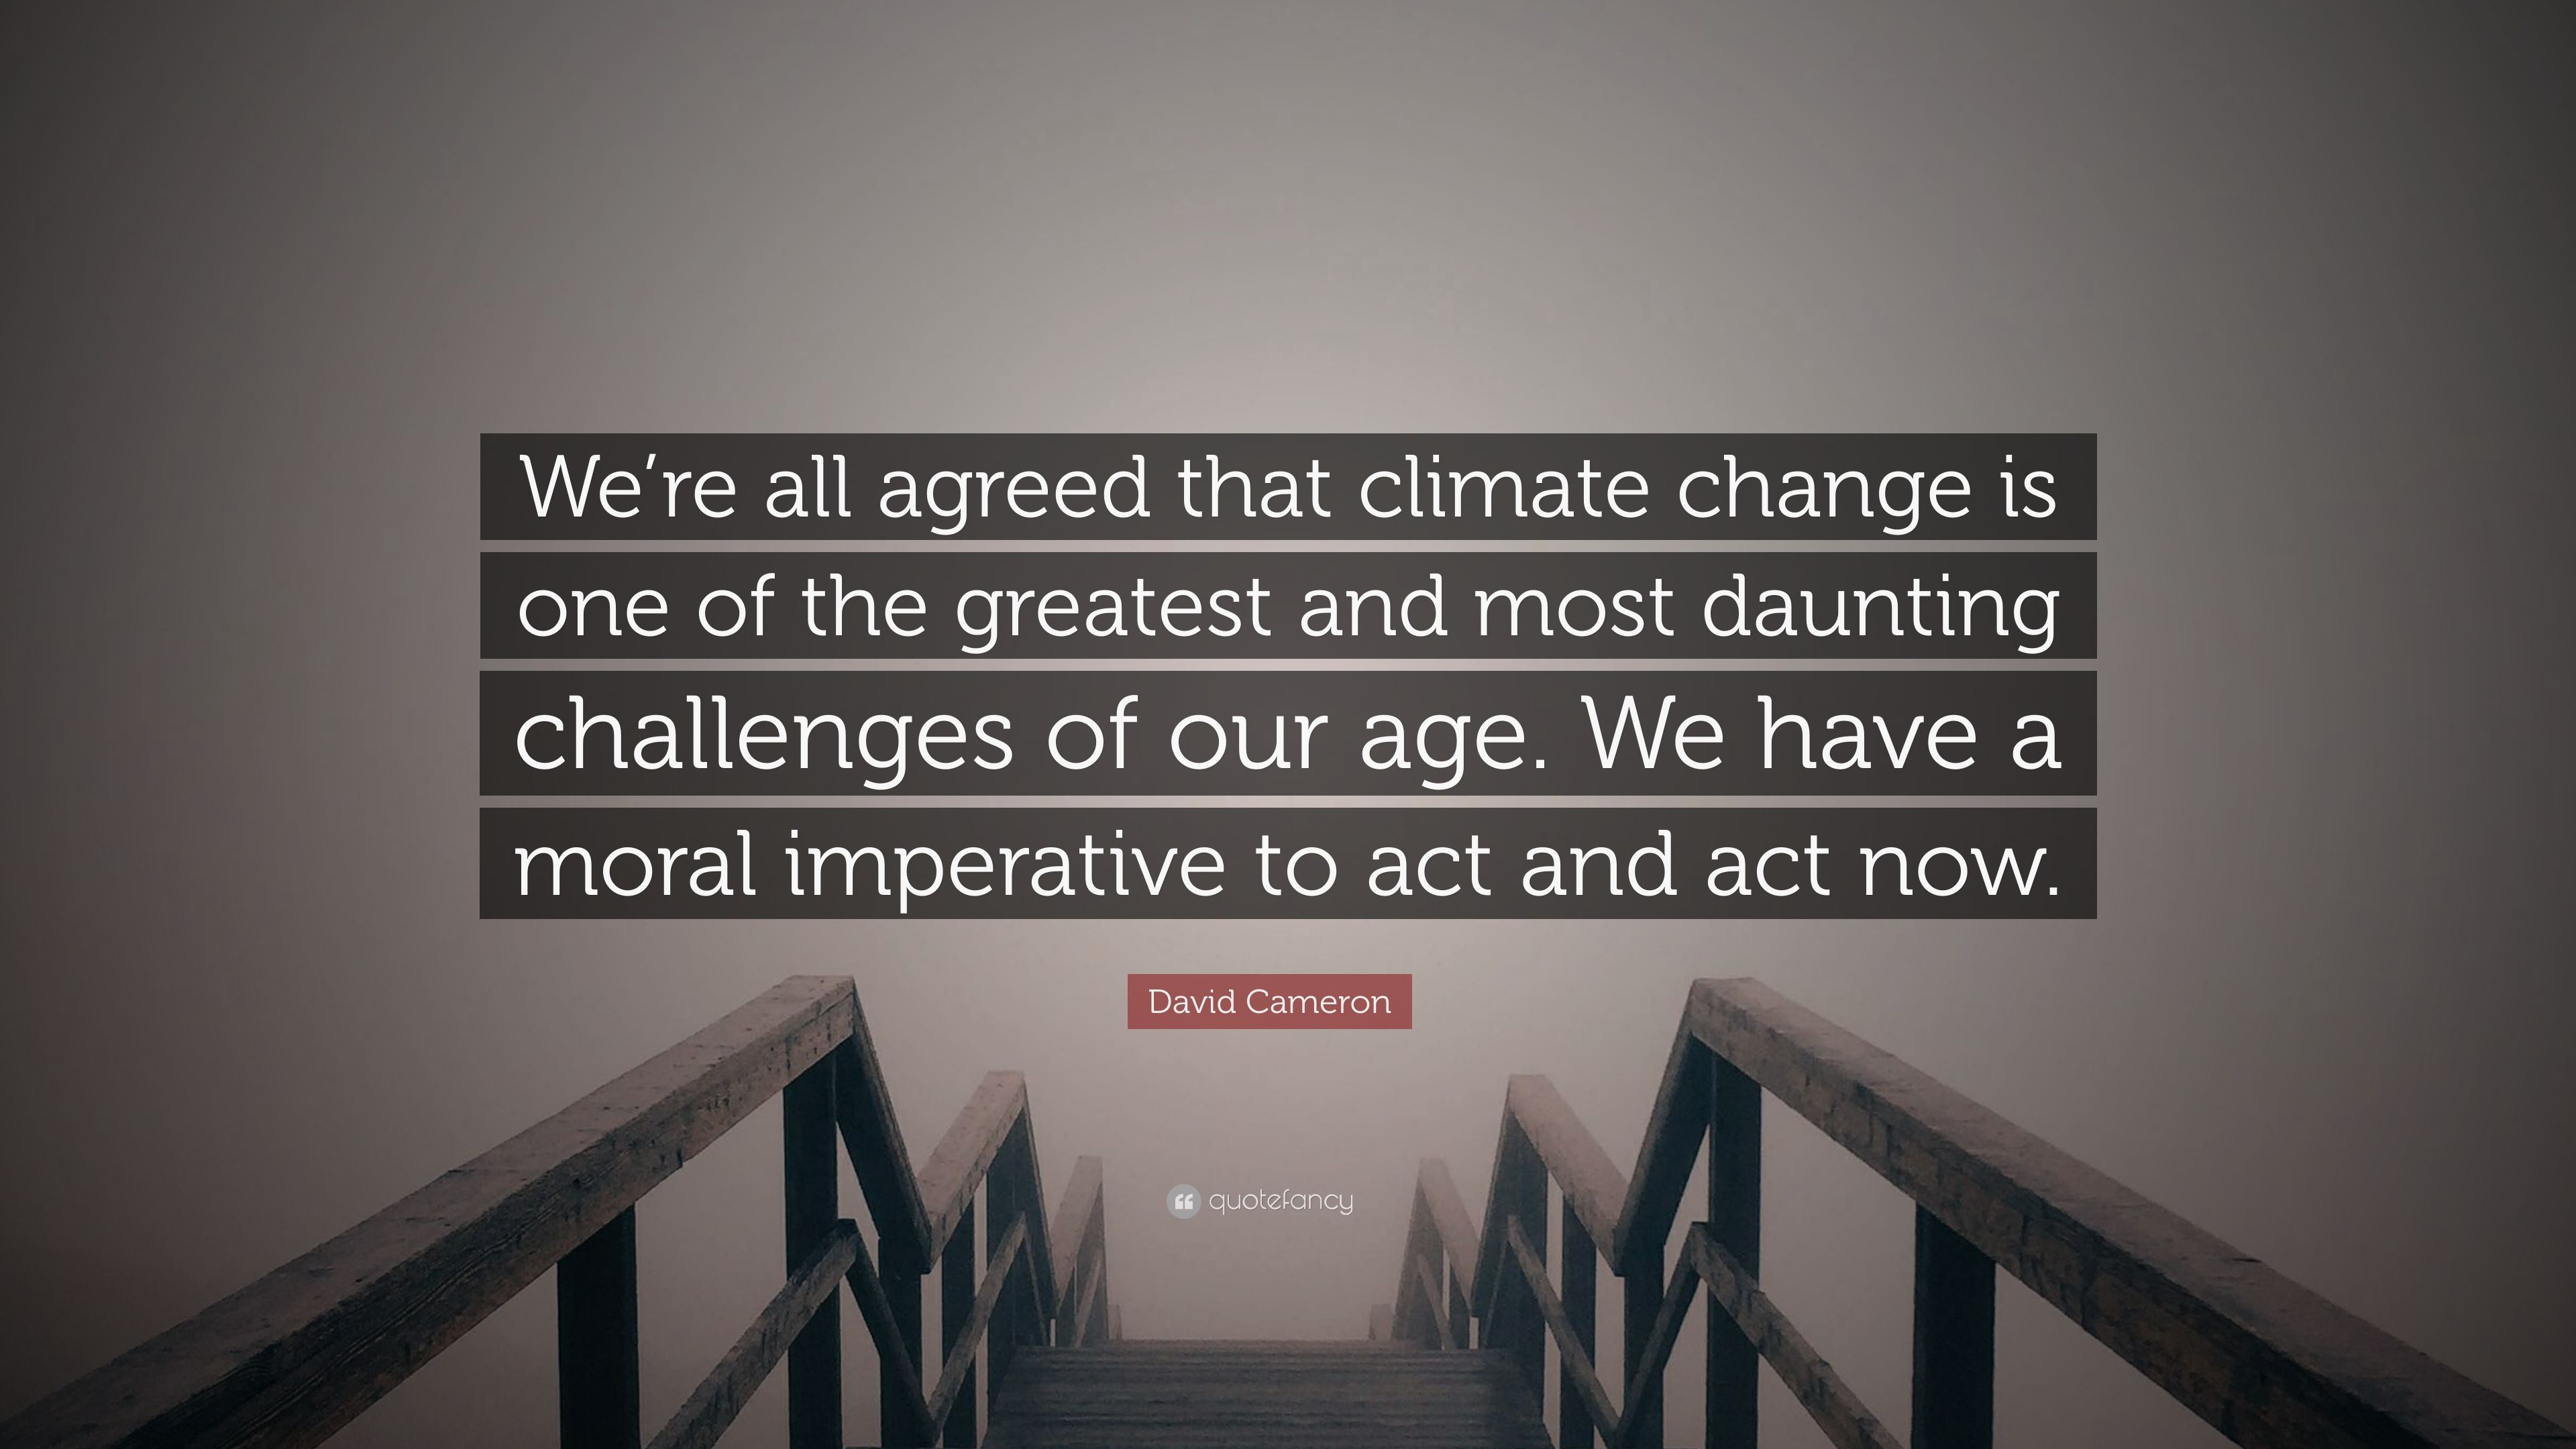 We’re all agreed that climate change is
one of the greatest and most daunting
challenges of our age. We have a
moral imperative to act and act now.
David Cameron
quotefancy